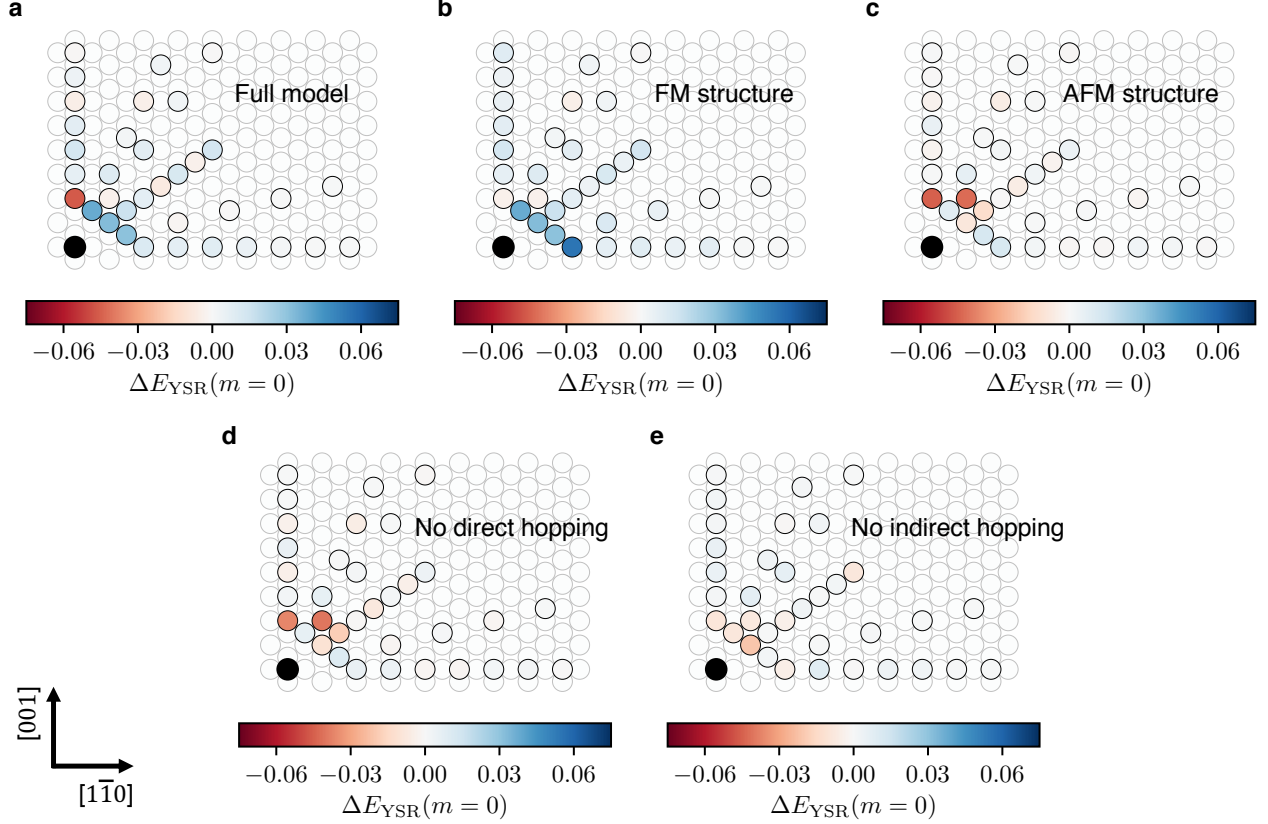 a
b
c
Full model
FM structure
AFM structure
−0.06 −0.03 0.00 0.03 0.06
−0.06 −0.03 0.00 0.03 0.06
−0.06 −0.03 0.00 0.03 0.06
ΔE_YSR(m = 0)
ΔE_YSR(m = 0)
ΔE_YSR(m = 0)
d
e
No direct hopping
No indirect hopping
[001]
[11̅0]
−0.06 −0.03 0.00 0.03 0.06
−0.06 −0.03 0.00 0.03 0.06
ΔE_YSR(m = 0)
ΔE_YSR(m = 0)